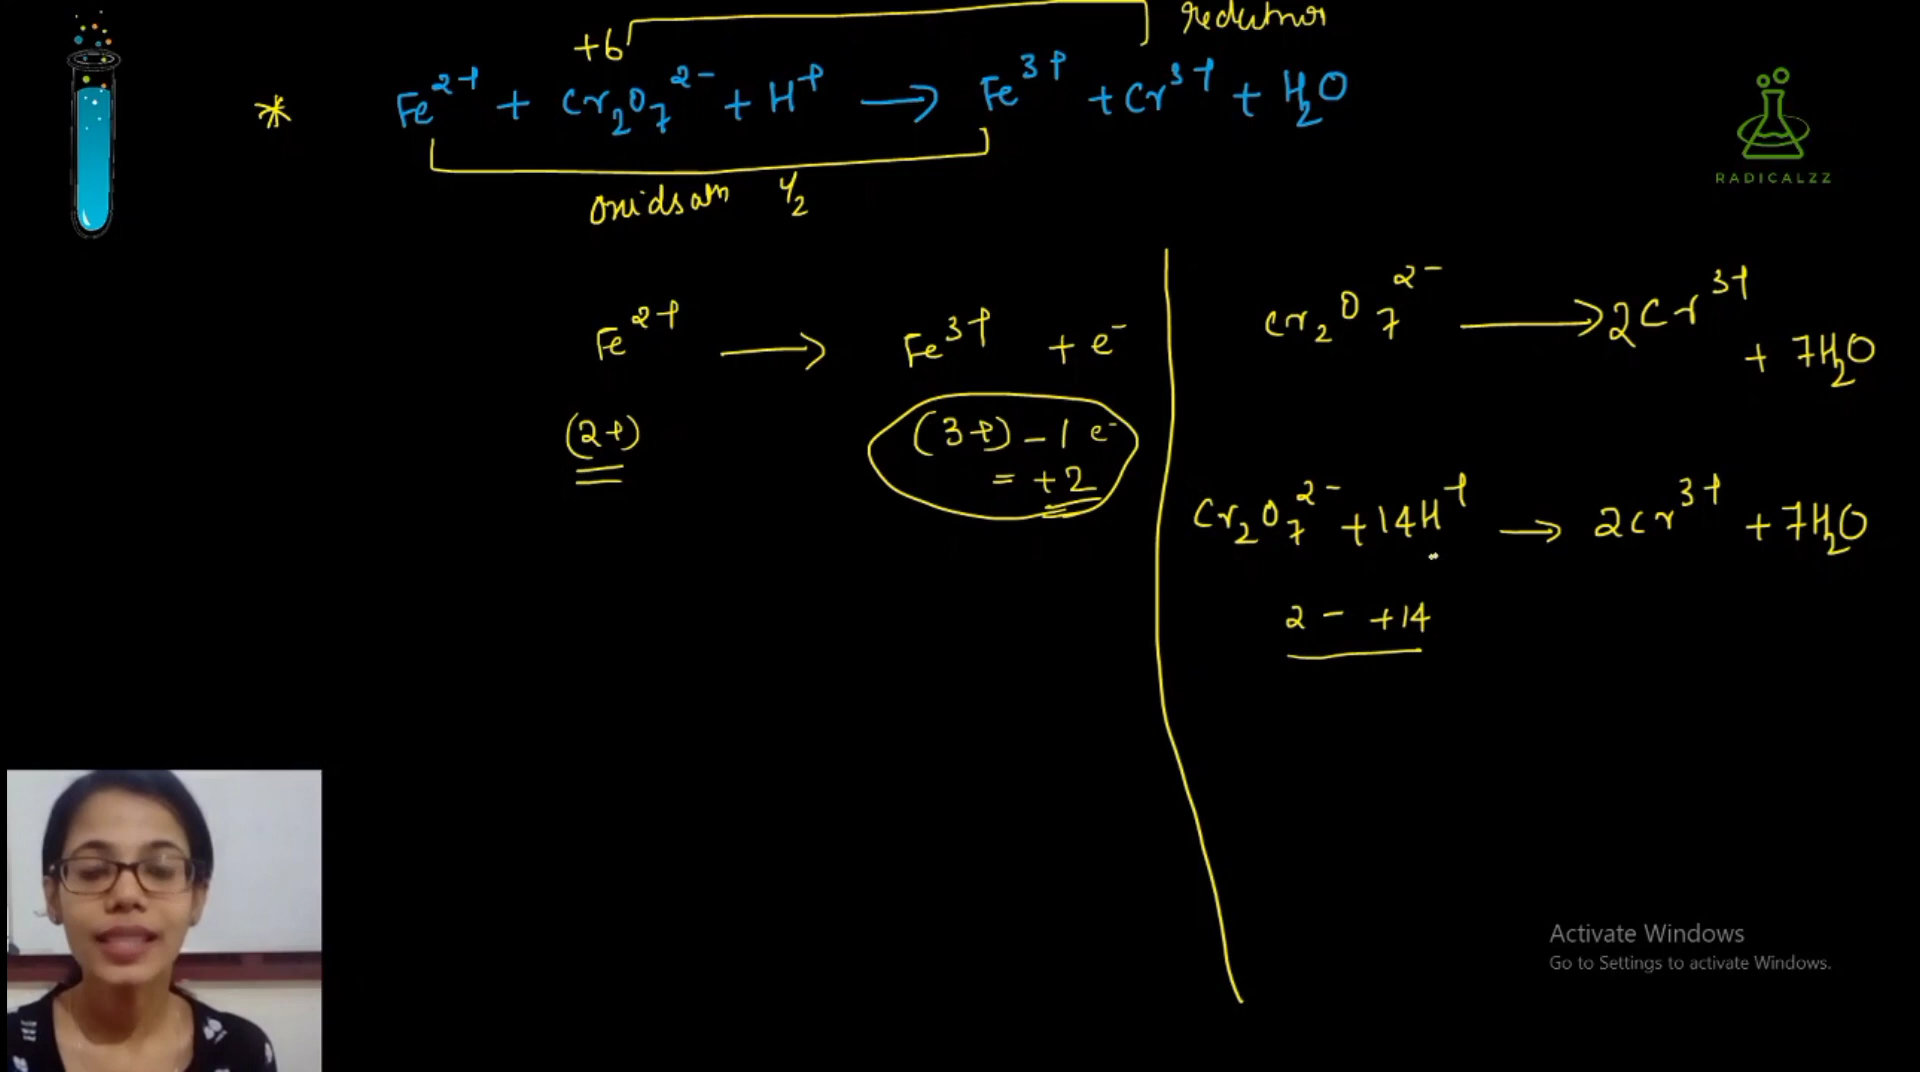 +6 reduction
* Fe²⁺ + Cr₂O₇²⁻ + H⁺ → Fe³⁺ + Cr³⁺ + H₂O
RADICALZZ
½
Cr₂O₇²⁻ → 2Cr³⁺
+ 7H₂O
Fe²⁺ → Fe³⁺ + e⁻
(2+) (3+) – 1 e⁻
= +2
Cr₂O₇²⁻ + 14H⁺ → 2Cr³⁺ + 7H₂O
2 – +14
Activate Windows
Go to Settings to activate Windows.